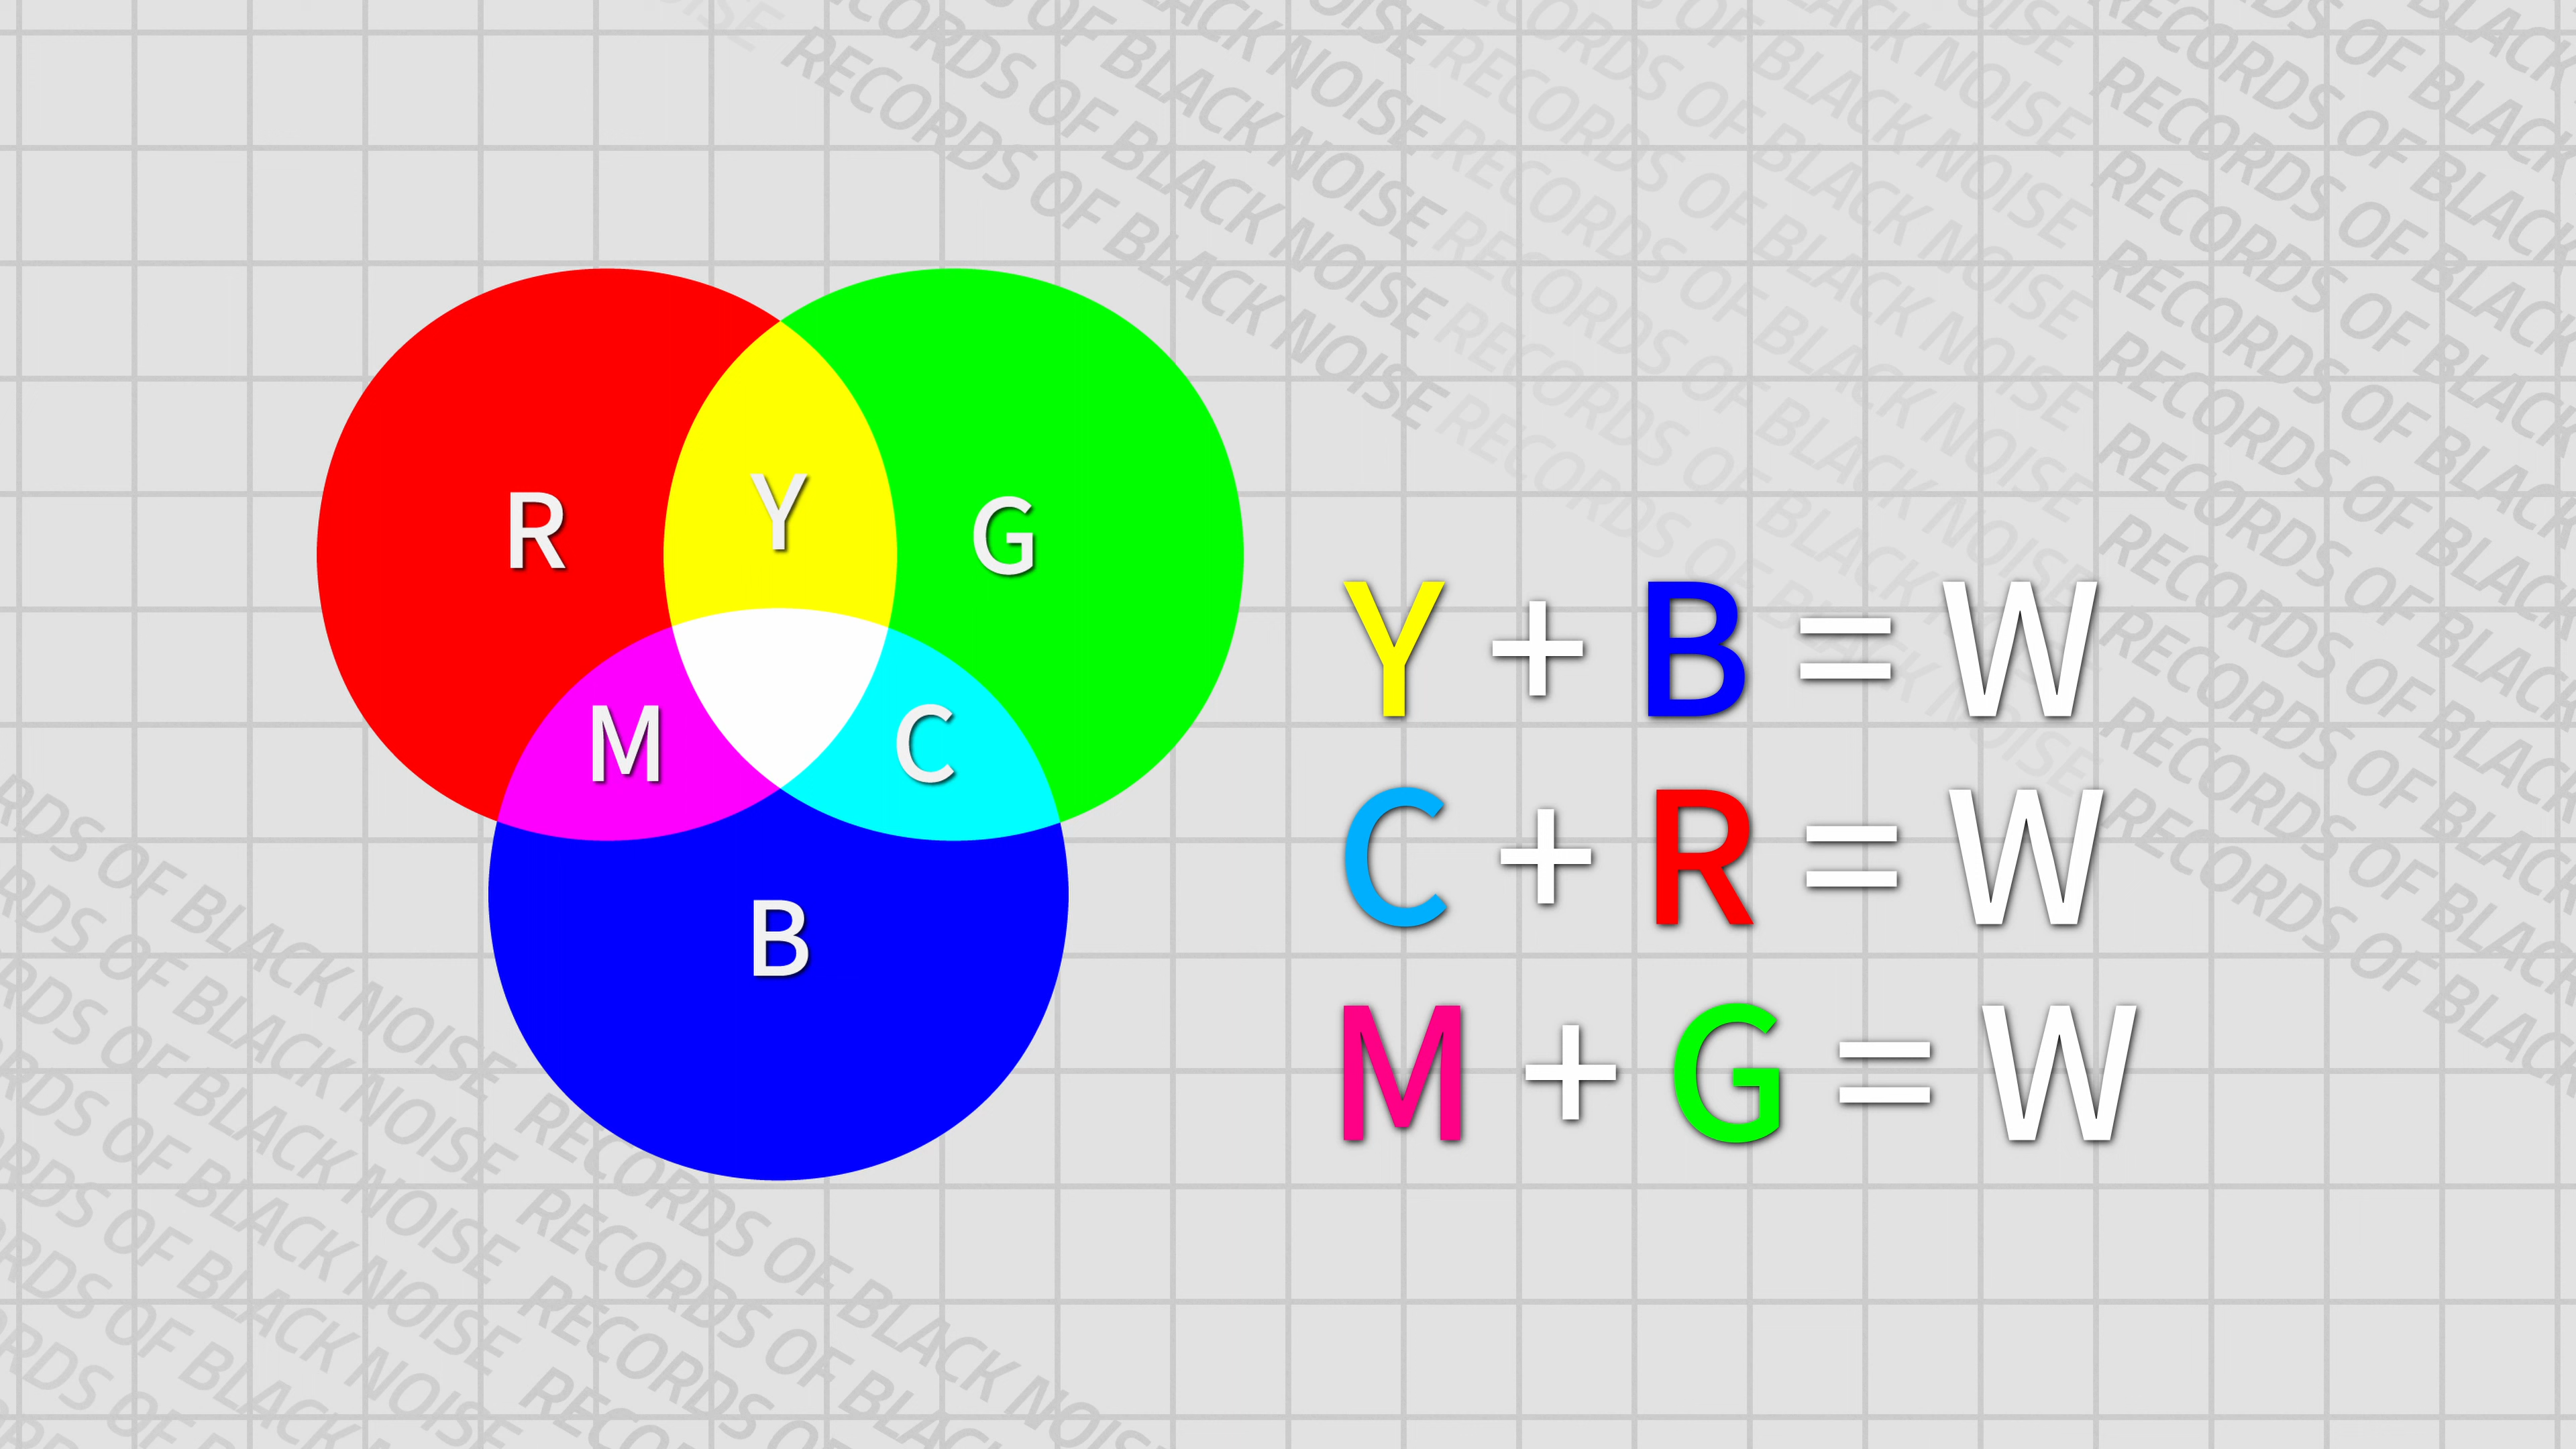 RECORDS OF BLACK NOISE
R
Y
G
M
C
B
Y + B = W
C + R = W
M + G = W